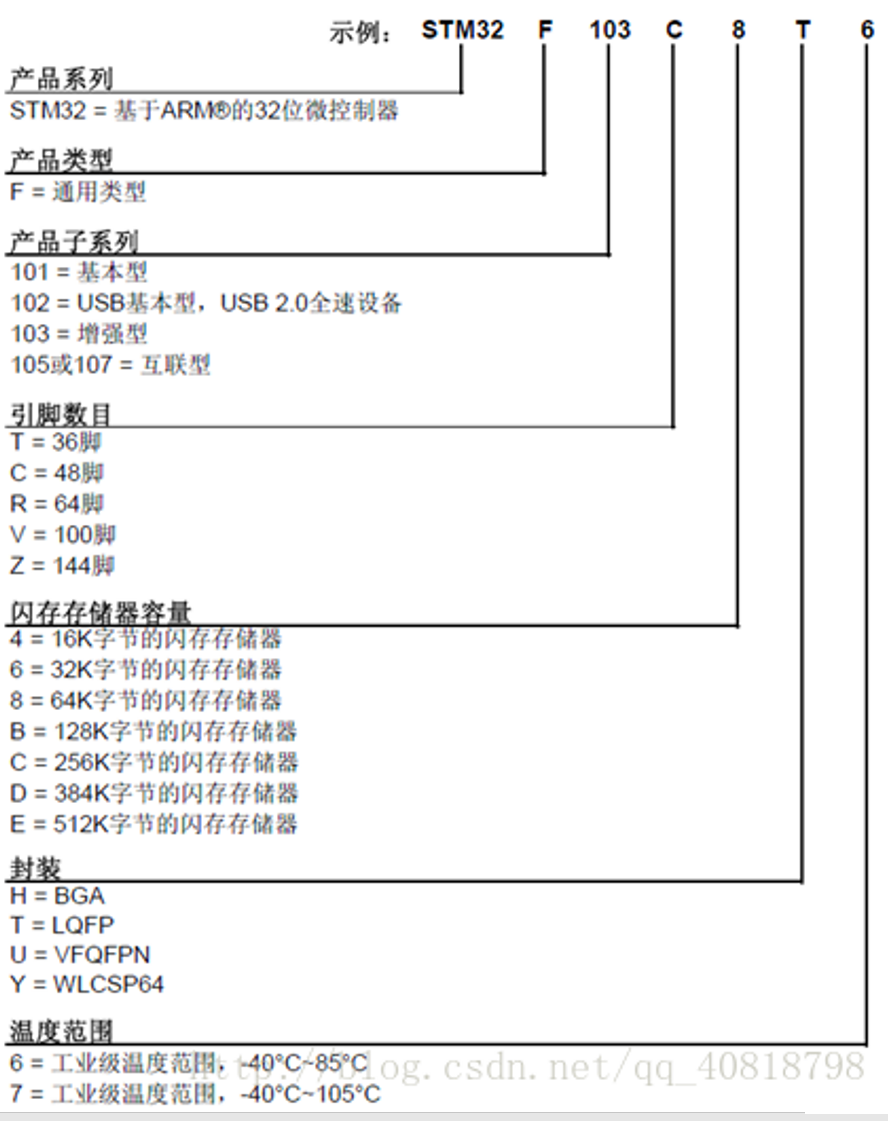 示例： STM32 F 103 C 8 T 6
产品系列
STM32 = 基于ARM®的32位微控制器
产品类型
F = 通用类型
产品子系列
101 = 基本型
102 = USB基本型，USB 2.0全速设备
103 = 增强型
105或107 = 互联型
引脚数目
T = 36脚
C = 48脚
R = 64脚
V = 100脚
Z = 144脚
闪存存储器容量
4 = 16K字节的闪存存储器
6 = 32K字节的闪存存储器
8 = 64K字节的闪存存储器
B = 128K字节的闪存存储器
C = 256K字节的闪存存储器
D = 384K字节的闪存存储器
E = 512K字节的闪存存储器
封装
H = BGA
T = LQFP
U = VFQFPN
Y = WLCSP64
温度范围
6 = 工业级温度范围，-40°C~85°C
http://blog.csdn.net/qq_40818798
7 = 工业级温度范围，-40°C~105°C